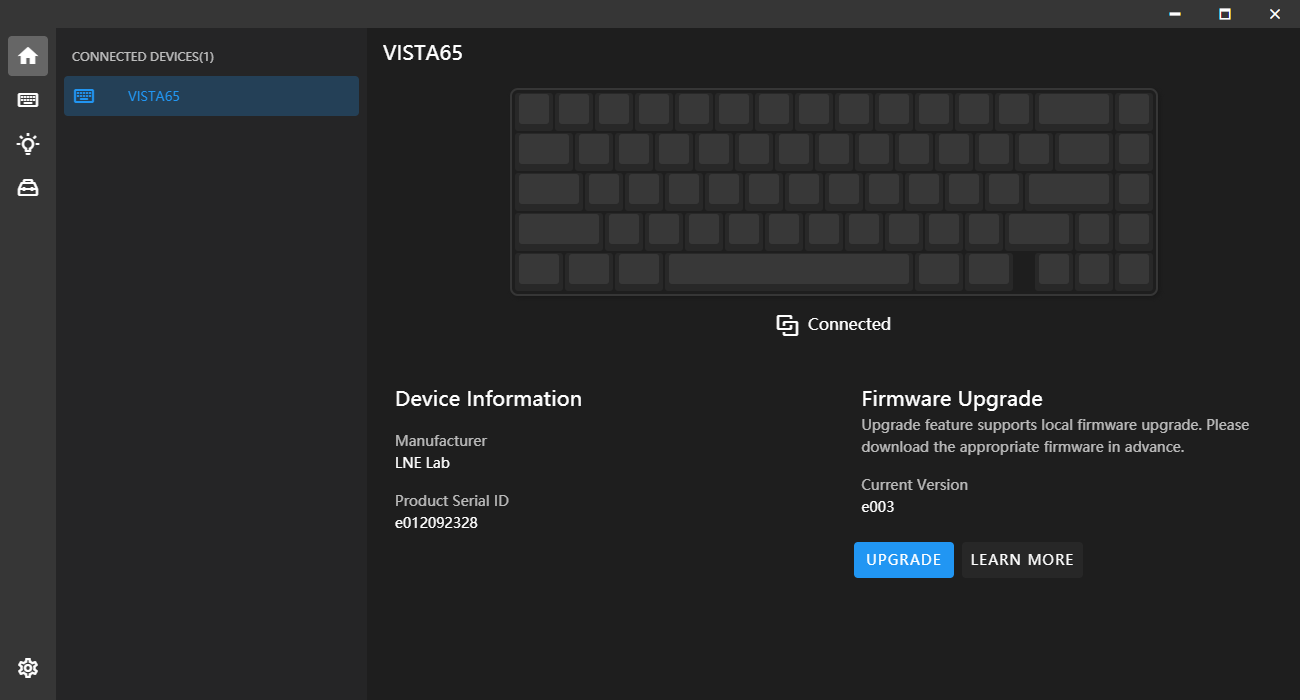 CONNECTED DEVICES(1)
VISTA65
VISTA65
Connected
Device Information
Manufacturer
LNE Lab
Product Serial ID
e012092328
Firmware Upgrade
Upgrade feature supports local firmware upgrade. Please
download the appropriate firmware in advance.
Current Version
e003
UPGRADE
LEARN MORE